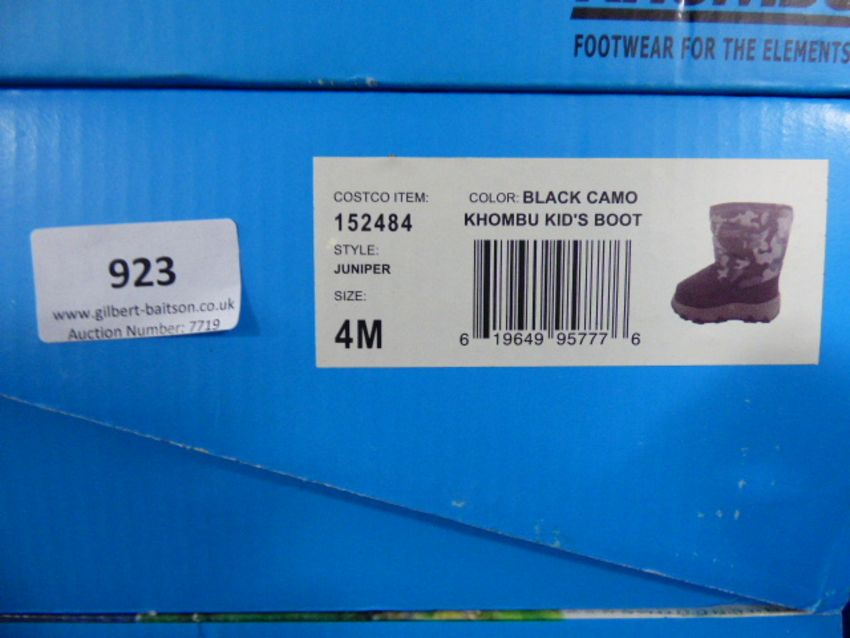 FOOTWEAR FOR THE ELEMENTS
923
www.gilbert-baitson.co.uk
Auction Number: 7719
COSTCO ITEM:
152484
STYLE:
JUNIPER
SIZE:
4M
COLOR: BLACK CAMO
KHOMBU KID'S BOOT
6 19649 95777 6